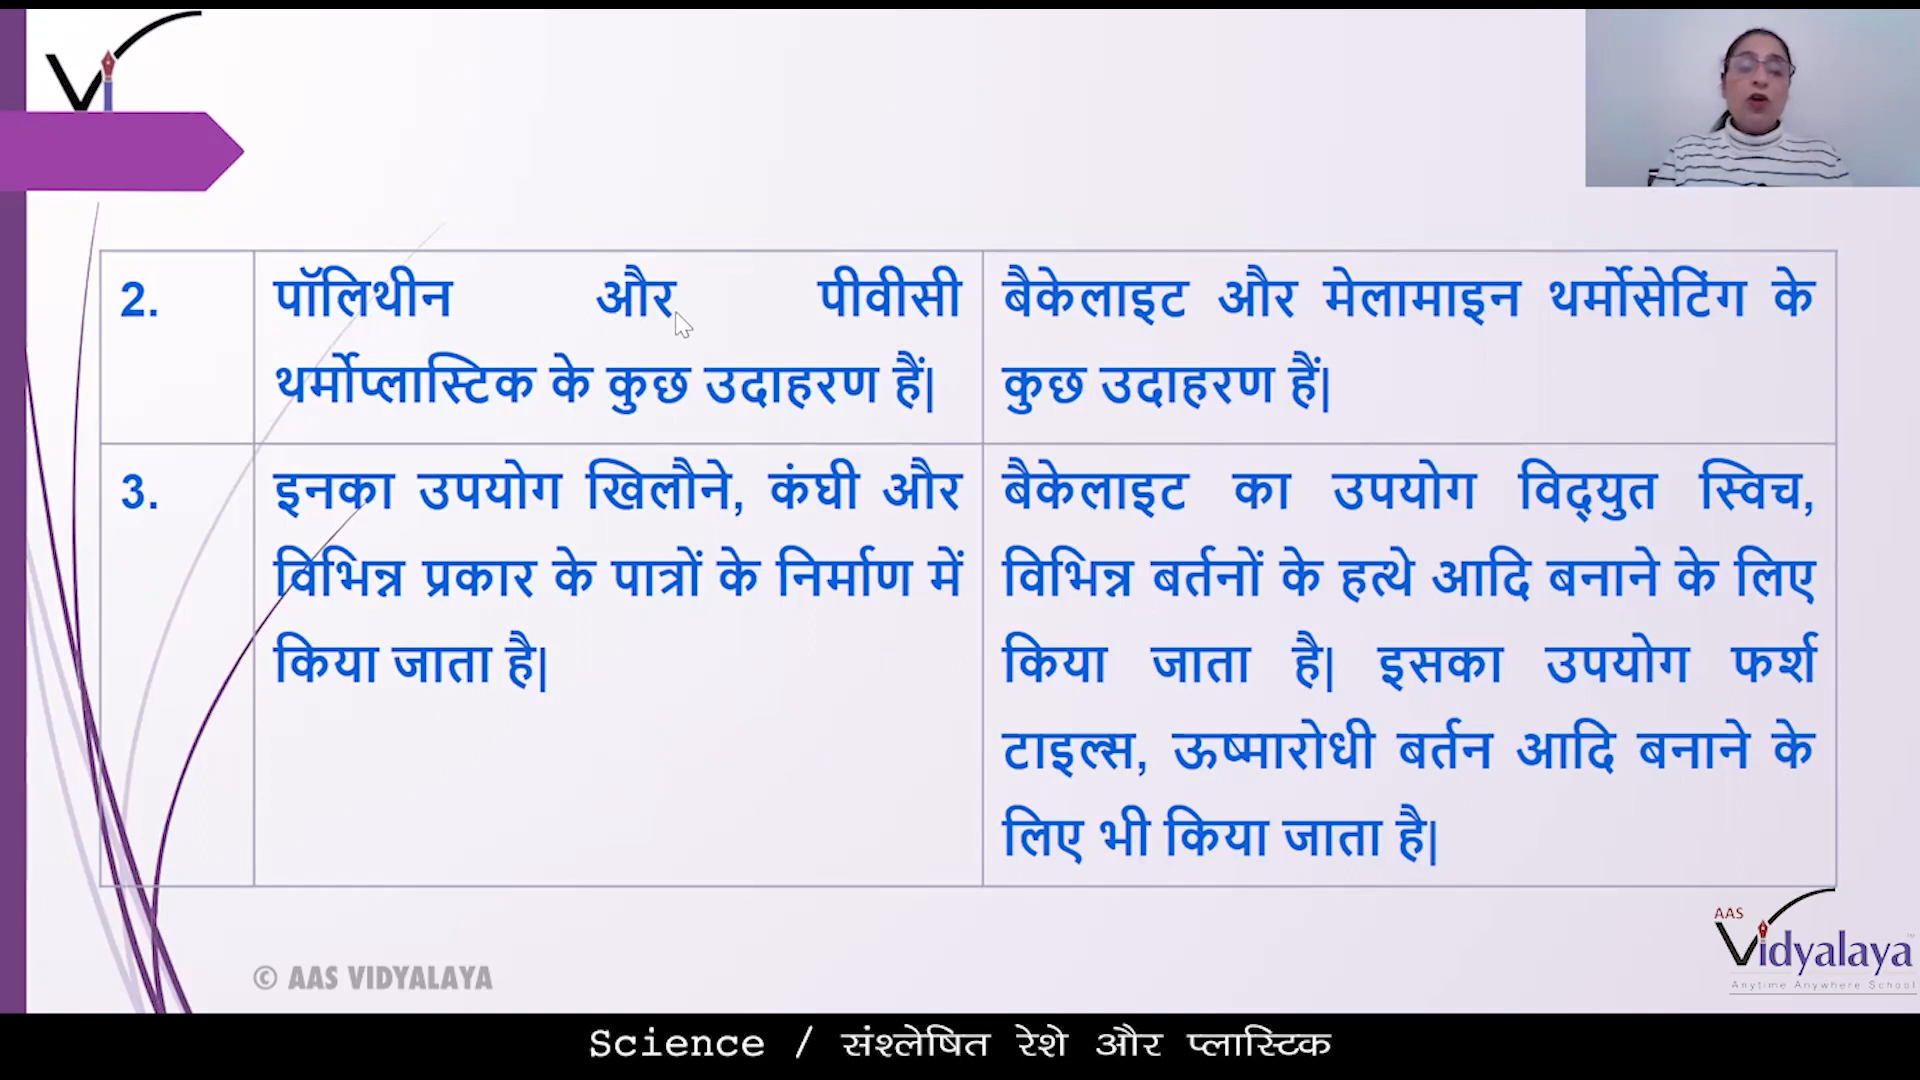 2.
पॉलिथीन और पीवीसी
थर्मोप्लास्टिक के कुछ उदाहरण हैं|
बैकेलाइट और मेलामाइन थर्मोसेटिंग के
कुछ उदाहरण हैं|
3.
इनका उपयोग खिलौने, कंघी और
विभिन्न प्रकार के पात्रों के निर्माण में
किया जाता है|
बैकेलाइट का उपयोग विद्युत स्विच,
विभिन्न बर्तनों के हत्थे आदि बनाने के लिए
किया जाता है| इसका उपयोग फर्श
टाइल्स, ऊष्मारोधी बर्तन आदि बनाने के
लिए भी किया जाता है|
AAS
Vidyalaya
Anytime Anywhere School
© AAS VIDYALAYA
Science / संश्लेषित रेशे और प्लास्टिक